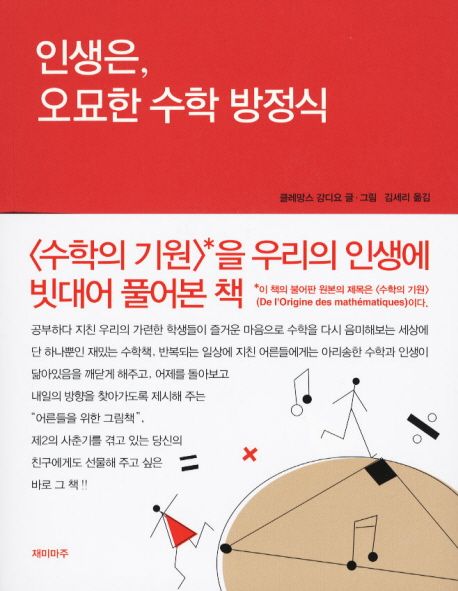 인생은,
오묘한 수학 방정식
클레망스 강디요 글·그림 김세리 옮김
〈수학의 기원〉*을 우리의 인생에
빗대어 풀어본 책
*이 책의 불어판 원본의 제목은 〈수학의 기원〉
(De l'Origine des mathématiques)이다.
공부하다 지친 우리의 가련한 학생들이 즐거운 마음으로 수학을 다시 음미해보는 세상에
단 하나뿐인 재밌는 수학책. 반복되는 일상에 지친 어른들에게는 아리송한 수학과 인생이
닮아있음을 깨닫게 해주고, 어제를 돌아보고
내일의 방향을 찾아가도록 제시해 주는
“어른들을 위한 그림책”.
제2의 사춘기를 겪고 있는 당신의
친구에게도 선물해 주고 싶은
바로 그 책!!
재미마주